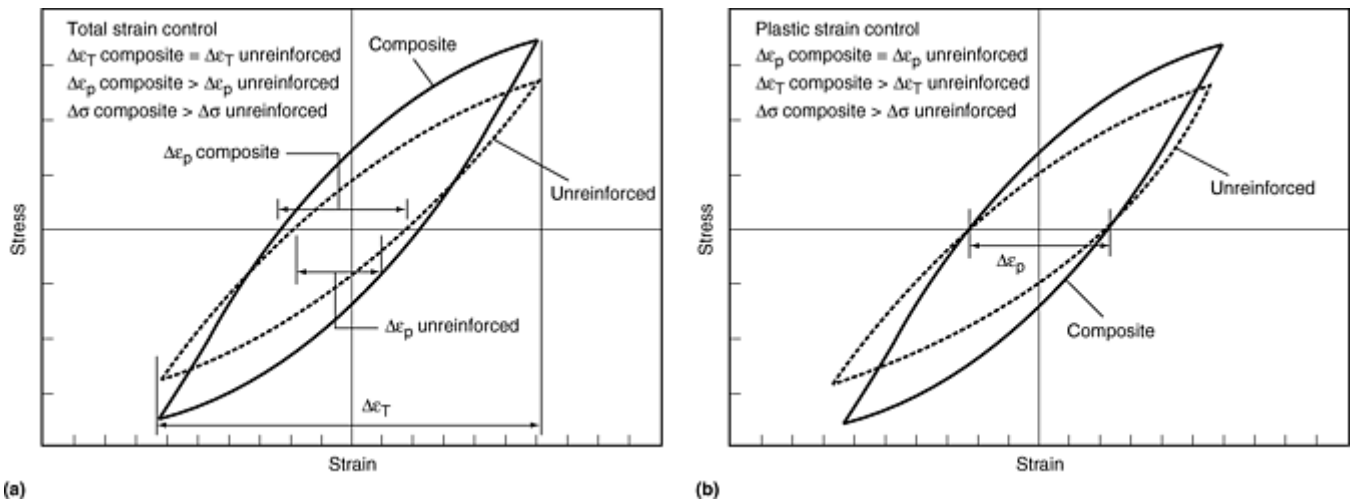 Total strain control
Δε_T composite = Δε_T unreinforced
Δε_p composite > Δε_p unreinforced
Δσ composite > Δσ unreinforced
Composite
Δε_p composite
Unreinforced
Δε_p unreinforced
Δε_T
Stress
Strain
(a)
Plastic strain control
Δε_p composite = Δε_p unreinforced
Δε_T composite > Δε_T unreinforced
Δσ composite > Δσ unreinforced
Unreinforced
Δε_p
Composite
Stress
Strain
(b)